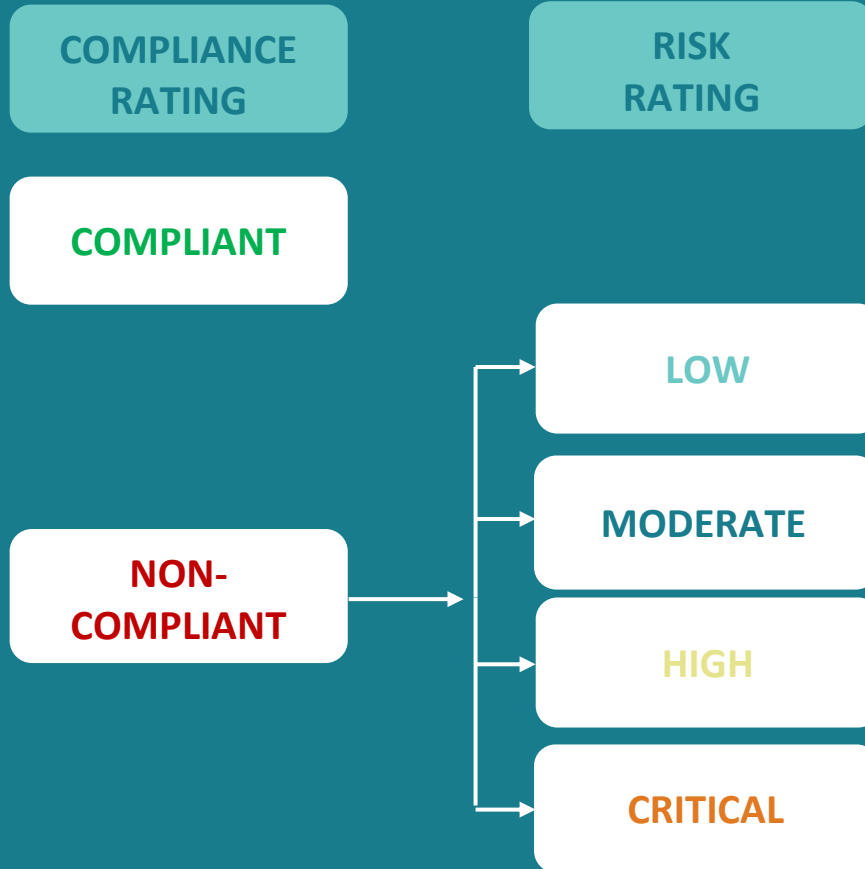 COMPLIANCE
RATING
RISK
RATING
COMPLIANT
LOW
MODERATE
NON-
COMPLIANT
HIGH
CRITICAL